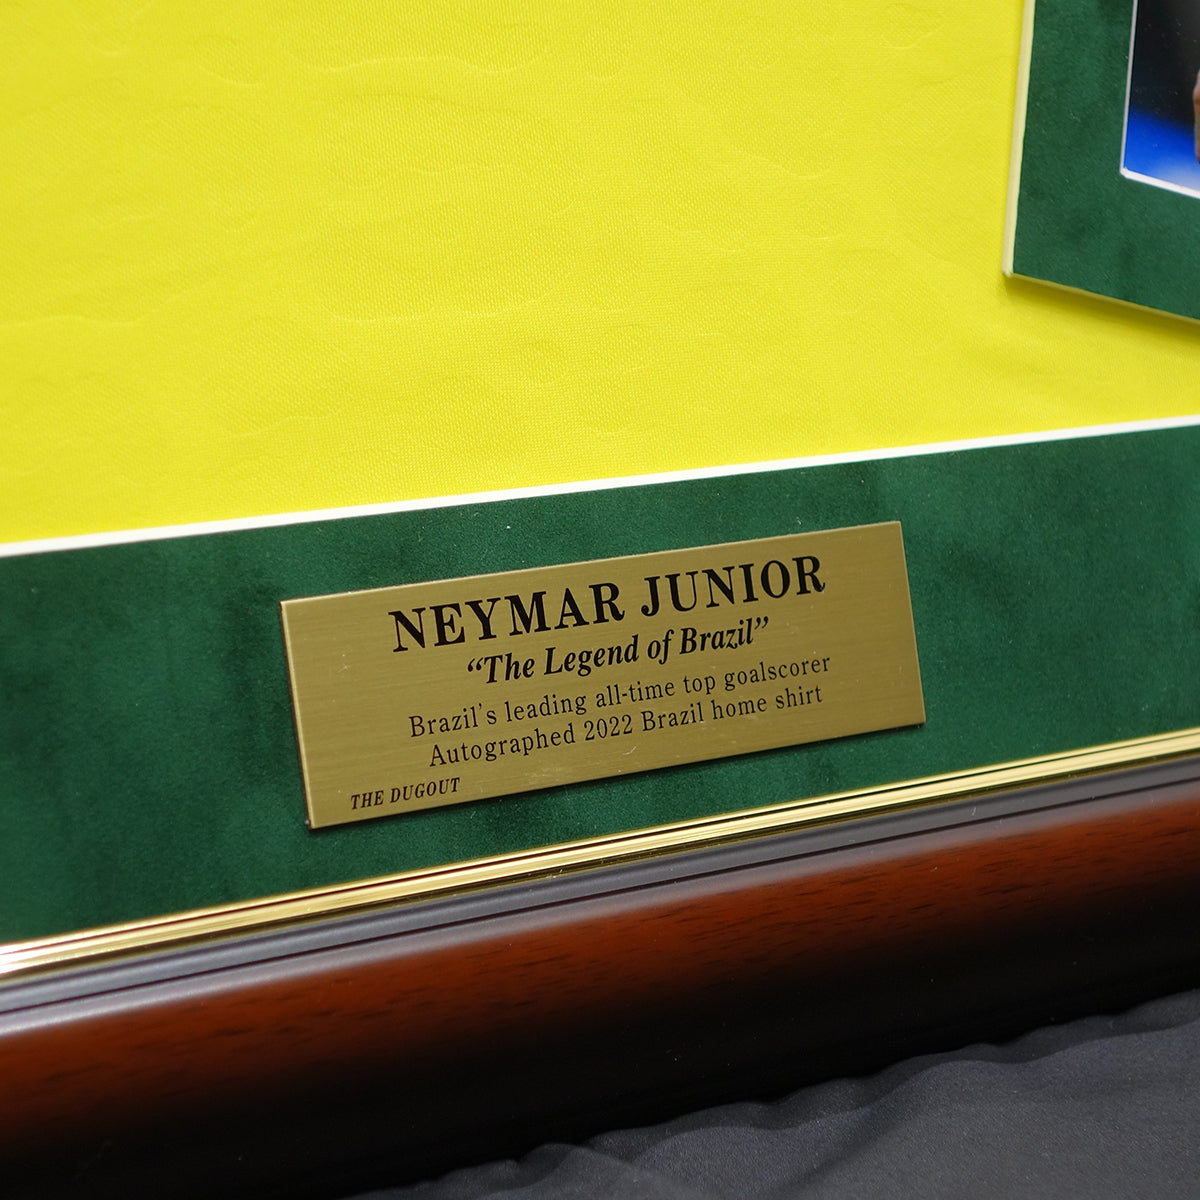 NEYMAR JUNIOR
“The Legend of Brazil”
Brazil’s leading all-time top goalscorer
Autographed 2022 Brazil home shirt
THE DUGOUT